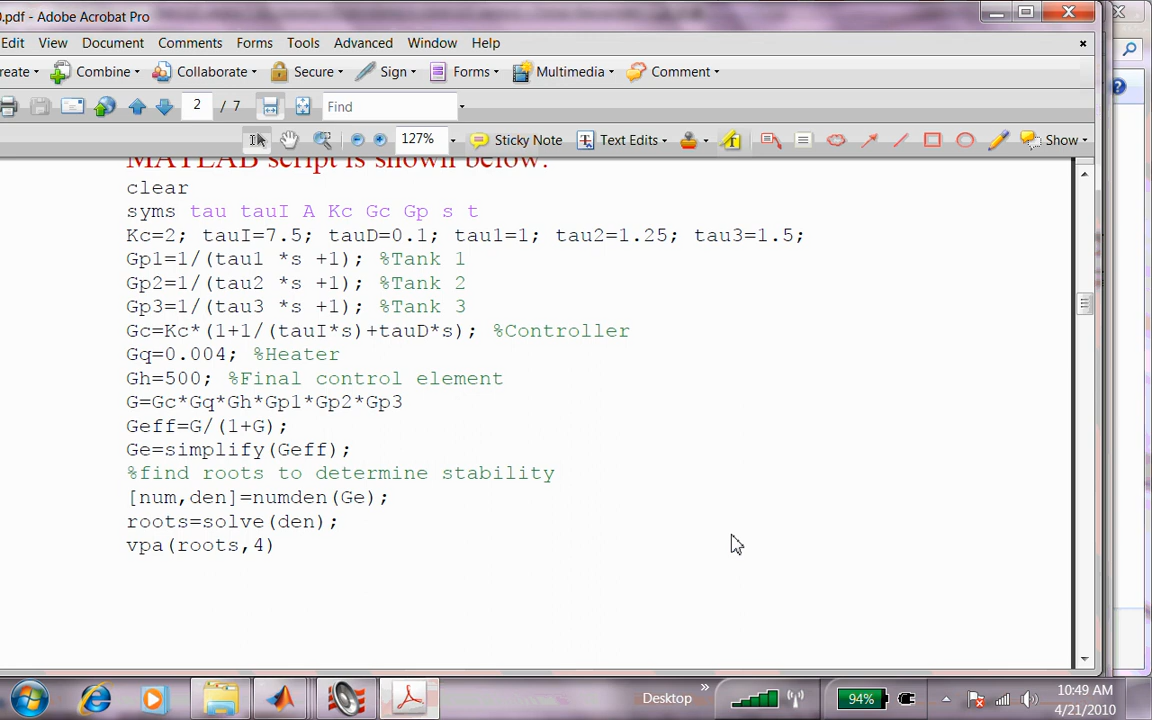 .pdf - Adobe Acrobat Pro
Edit View Document Comments Forms Tools Advanced Window Help
Combine Collaborate Secure Sign Forms Multimedia Comment
2 / 7 Find
127% Sticky Note Text Edits Show
MATLAB script is shown below:
clear
syms tau tauI A Kc Gc Gp s t
Kc=2; tauI=7.5; tauD=0.1; tau1=1; tau2=1.25; tau3=1.5;
Gp1=1/(tau1 *s +1); %Tank 1
Gp2=1/(tau2 *s +1); %Tank 2
Gp3=1/(tau3 *s +1); %Tank 3
Gc=Kc*(1+1/(tauI*s)+tauD*s); %Controller
Gq=0.004; %Heater
Gh=500; %Final control element
G=Gc*Gq*Gh*Gp1*Gp2*Gp3
Geff=G/(1+G);
Ge=simplify(Geff);
%find roots to determine stability
[num,den]=numden(Ge);
roots=solve(den);
vpa(roots,4)
Desktop 94% 10:49 AM
4/21/2010